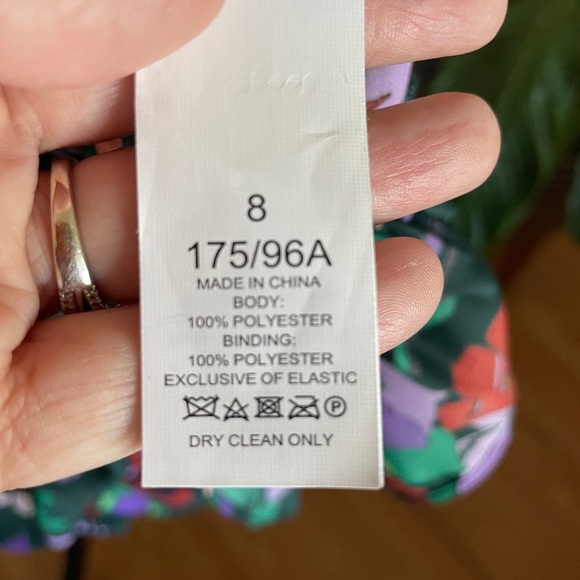 8
175/96A
MADE IN CHINA
BODY:
100% POLYESTER
BINDING:
100% POLYESTER
EXCLUSIVE OF ELASTIC
P
DRY CLEAN ONLY